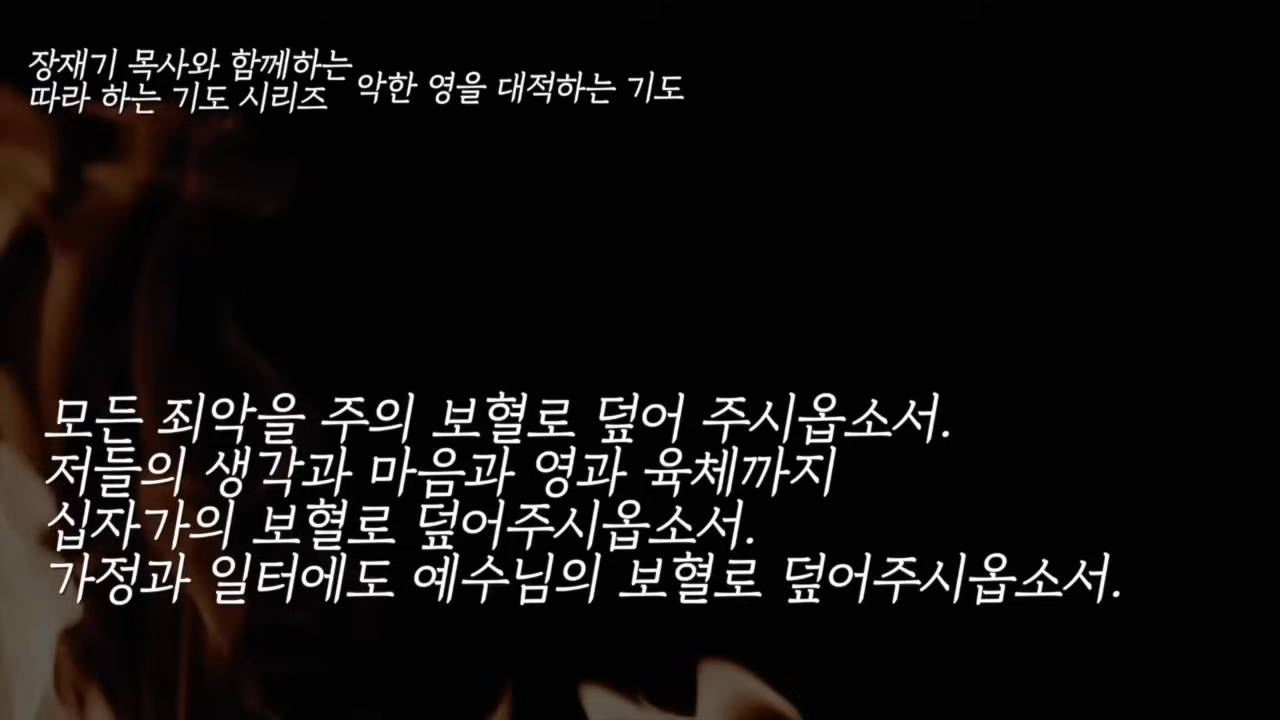 장재기 목사와 함께하는
따라 하는 기도 시리즈
악한 영을 대적하는 기도
모든 죄악을 주의 보혈로 덮어 주시옵소서.
저들의 생각과 마음과 영과 육체까지
십자가의 보혈로 덮어주시옵소서.
가정과 일터에도 예수님의 보혈로 덮어주시옵소서.